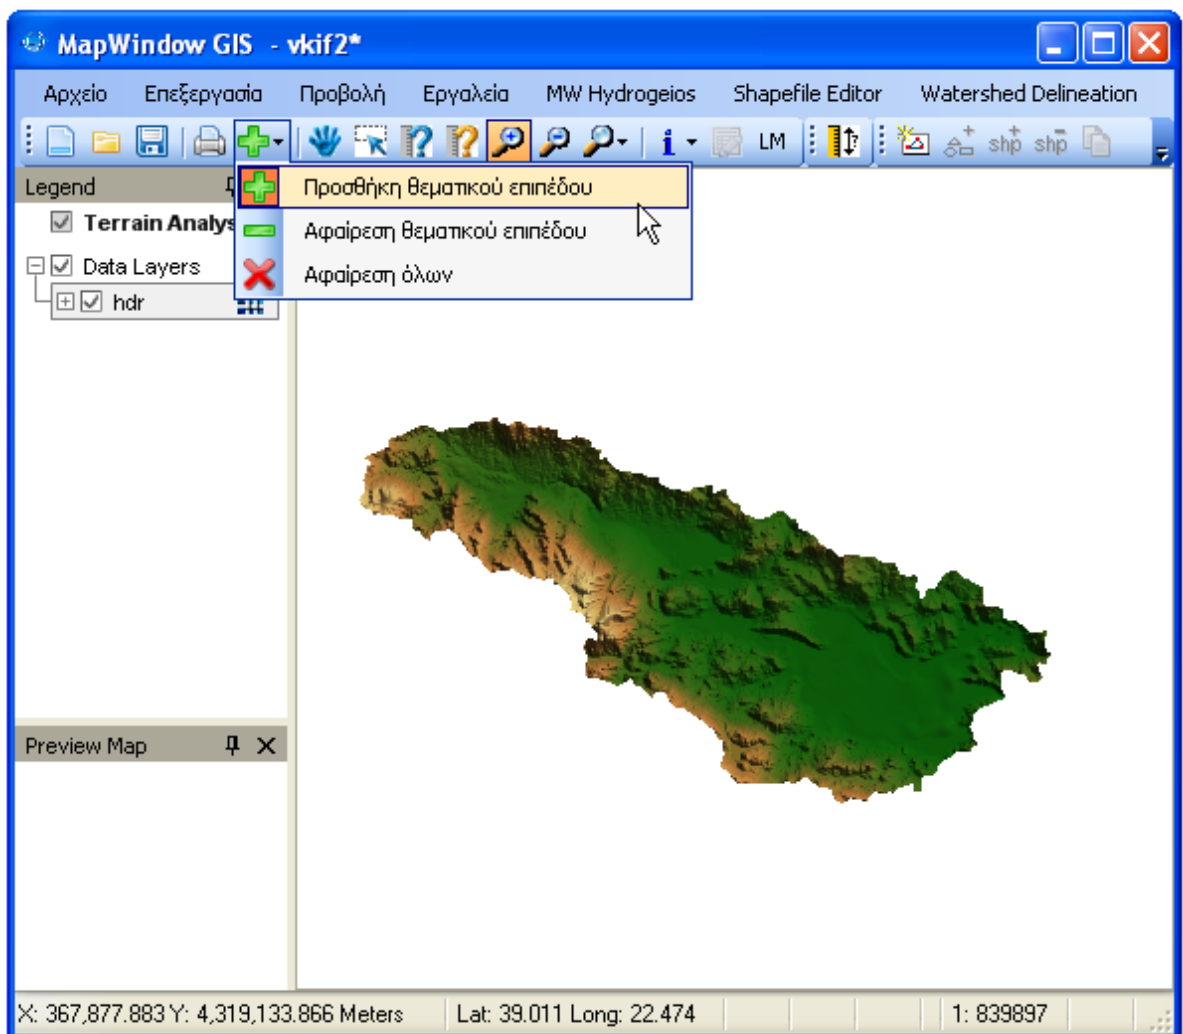 MapWindow GIS - vkif2*
Αρχείο Επεξεργασία Προβολή Εργαλεία MW Hydrogeios Shapefile Editor Watershed Delineation
LM shp shp
Legend
Προσθήκη θεματικού επιπέδου
Terrain Analys
Αφαίρεση θεματικού επιπέδου
Data Layers
Αφαίρεση όλων
hdr
Preview Map
X: 367,877.883 Y: 4,319,133.866 Meters Lat: 39.011 Long: 22.474 1: 839897